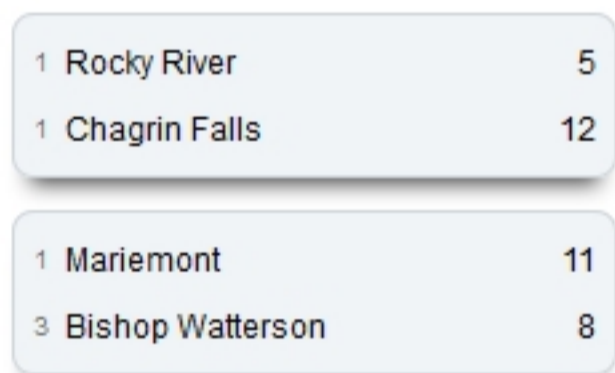 1 Rocky River 5
1 Chagrin Falls 12
1 Mariemont 11
3 Bishop Watterson 8